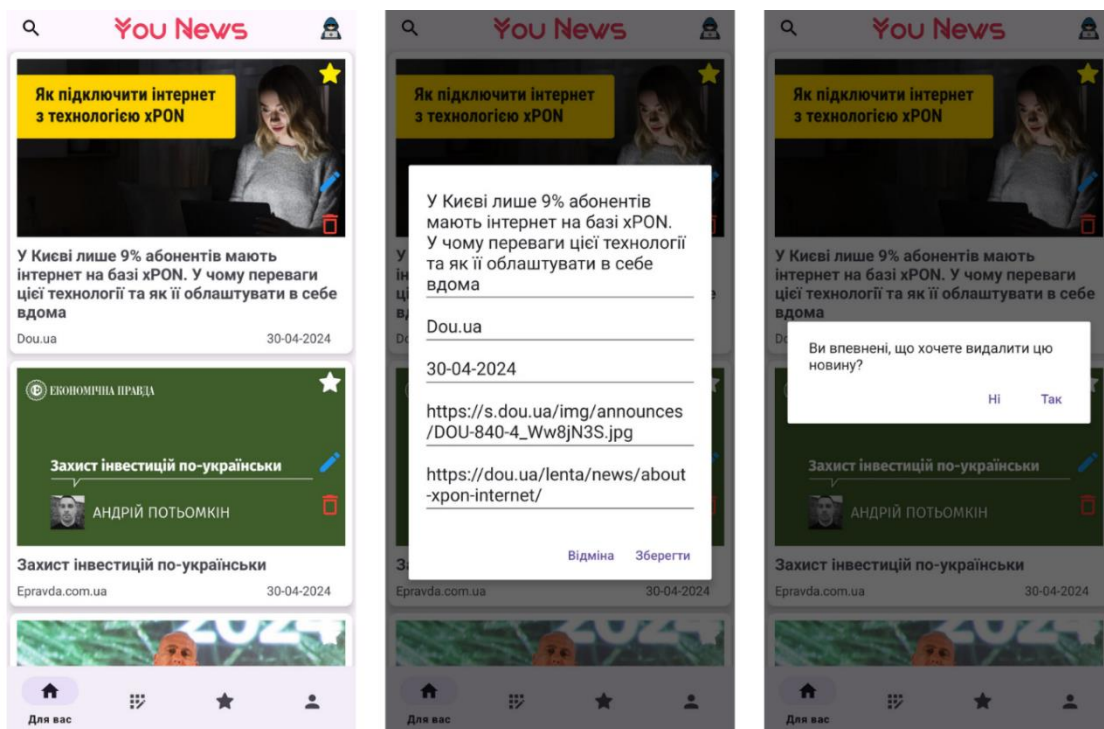 You News
Як підключити інтернет
з технологією xPON
У Києві лише 9% абонентів мають
інтернет на базі xPON. У чому переваги
цієї технології та як її облаштувати в себе
вдома
Dou.ua 30-04-2024
ЕКОНОМІЧНА ПРАВДА
Захист інвестицій по-українськи
АНДРІЙ ПОТЬОМКІН
Захист інвестицій по-українськи
Epravda.com.ua 30-04-2024
2024
Для вас
You News
Як підключити інтернет
з технологією xPON
У Києві лише 9% абонентів
мають інтернет на базі xPON.
У чому переваги цієї технології
та як її облаштувати в себе
вдома
Dou.ua
30-04-2024
https://s.dou.ua/img/announces
/DOU-840-4_Ww8jN3S.jpg
https://dou.ua/lenta/news/about
-xpon-internet/
Відміна Зберегти
Epravda.com.ua 30-04-2024
2024
Для вас
You News
Як підключити інтернет
з технологією xPON
У Києві лише 9% абонентів мають
інтернет на базі xPON. У чому переваги
цієї технології та як її облаштувати в себе
вдома
Ви впевнені, що хочете видалити цю
новину?
Ні Так
Захист інвестицій по-українськи
АНДРІЙ ПОТЬОМКІН
Захист інвестицій по-українськи
Epravda.com.ua 30-04-2024
2024
Для вас